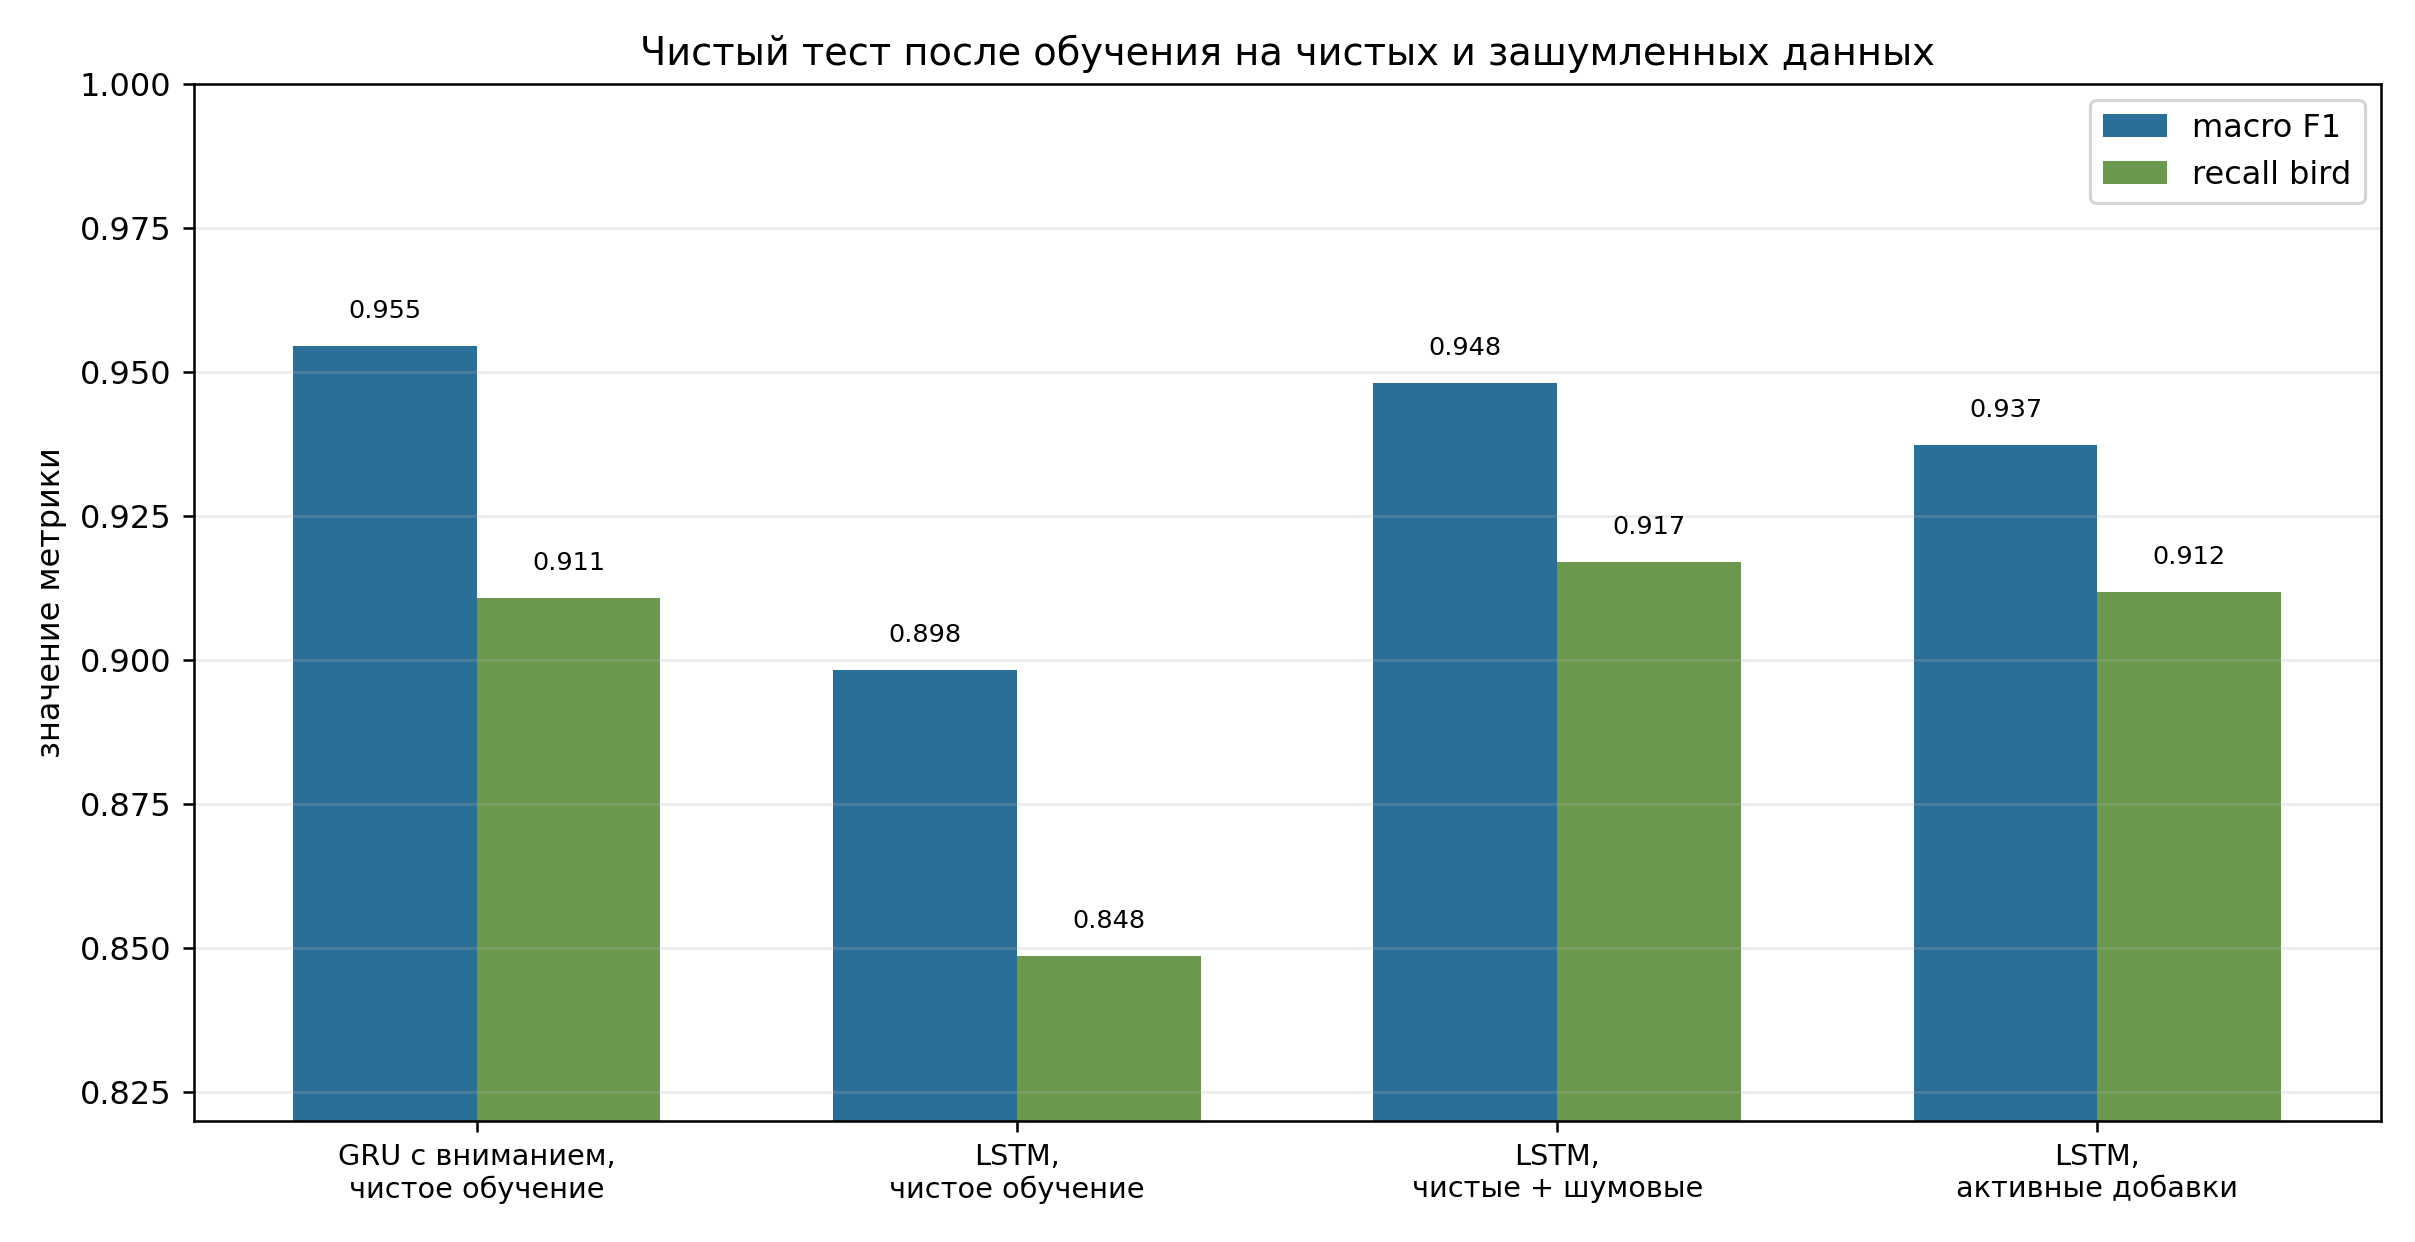 Чистый тест после обучения на чистых и зашумленных данных
macro F1
recall bird
значение метрики
1.000
0.975
0.950
0.925
0.900
0.875
0.850
0.825
0.955
0.911
0.898
0.848
0.948
0.917
0.937
0.912
GRU с вниманием,
чистое обучение
LSTM,
чистое обучение
LSTM,
чистые + шумовые
LSTM,
активные добавки